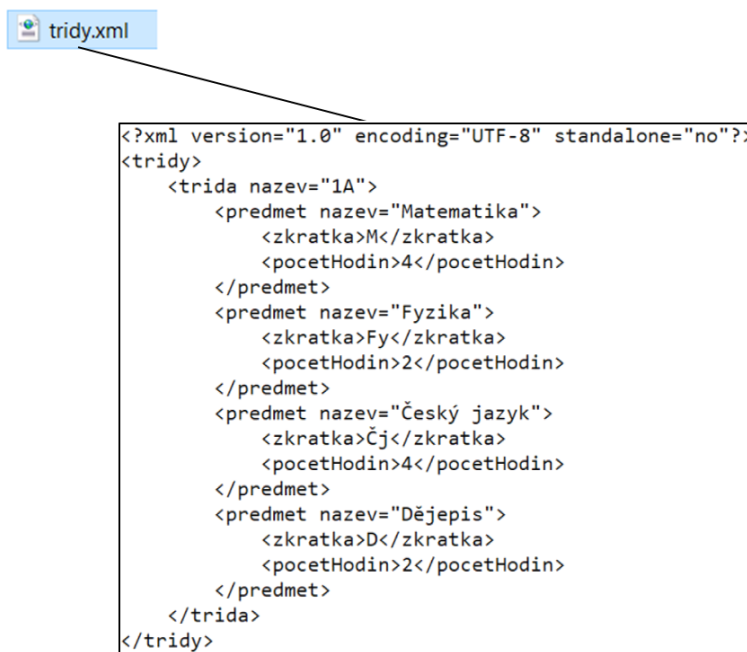 tridy.xml
<?xml version="1.0" encoding="UTF-8" standalone="no"?>
<tridy>
    <trida nazev="1A">
        <predmet nazev="Matematika">
            <zkratka>M</zkratka>
            <pocetHodin>4</pocetHodin>
        </predmet>
        <predmet nazev="Fyzika">
            <zkratka>Fy</zkratka>
            <pocetHodin>2</pocetHodin>
        </predmet>
        <predmet nazev="Český jazyk">
            <zkratka>Čj</zkratka>
            <pocetHodin>4</pocetHodin>
        </predmet>
        <predmet nazev="Dějepis">
            <zkratka>D</zkratka>
            <pocetHodin>2</pocetHodin>
        </predmet>
    </trida>
</tridy>